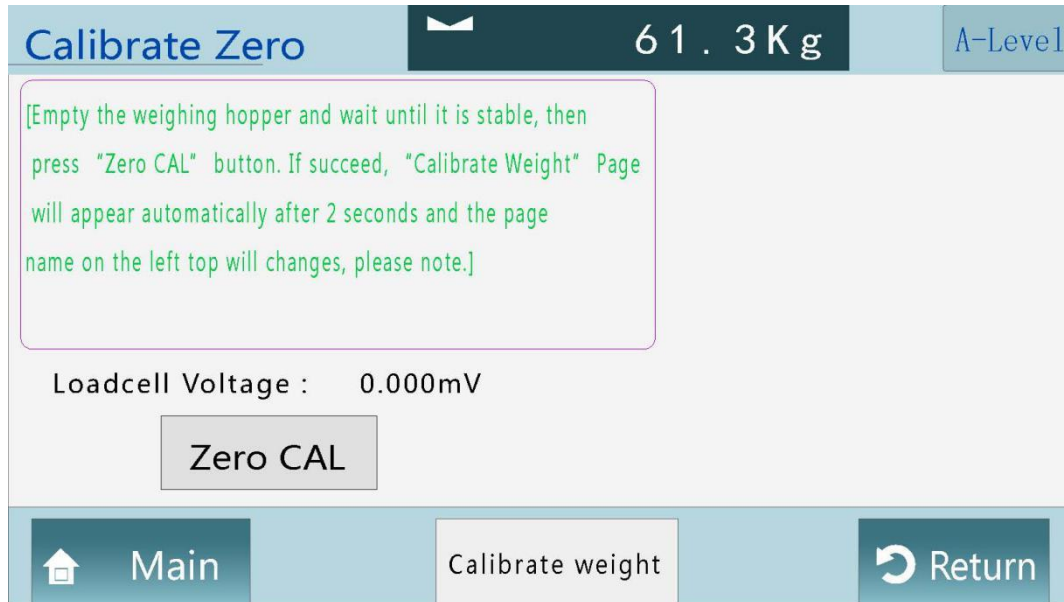 Calibrate Zero
61.3Kg
A-Level
[Empty the weighing hopper and wait until it is stable, then
press "Zero CAL" button. If succeed, "Calibrate Weight" Page
will appear automatically after 2 seconds and the page
name on the left top will changes, please note.]
Loadcell Voltage : 0.000mV
Zero CAL
Main
Calibrate weight
Return